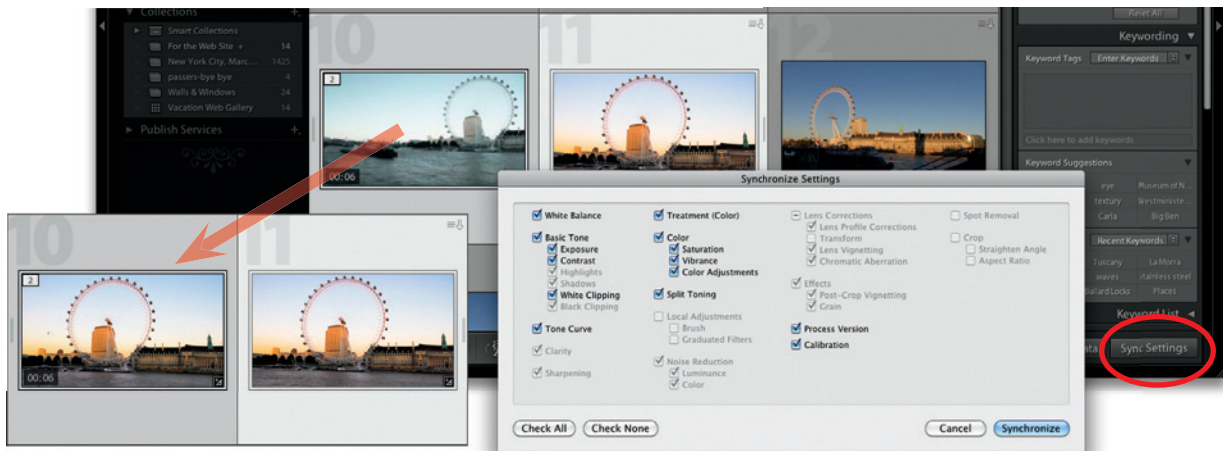 Collections
Smart Collections
For the Web Site + 14
New York City, Marc... 1425
passers-bye bye 4
Walls & Windows 24
Vacation Web Gallery 14
Publish Services
10
2
00:06
11
12
Reset All
Keywording
Keyword Tags Enter Keywords
Click here to add keywords
Keyword Suggestions
eye Museum of N...
textury Westministe...
Carla Big Ben
Recent Keywords
Tuscany La Morra
waves stainless steel
Ballard Locks Places
Keyword List
Sync Settings
10
2
00:06
11
Synchronize Settings
White Balance
Basic Tone
Exposure
Contrast
Highlights
Shadows
White Clipping
Black Clipping
Tone Curve
Clarity
Sharpening
Treatment (Color)
Color
Saturation
Vibrance
Color Adjustments
Split Toning
Local Adjustments
Brush
Graduated Filters
Noise Reduction
Luminance
Color
Lens Corrections
Lens Profile Corrections
Transform
Lens Vignetting
Chromatic Aberration
Effects
Post-Crop Vignetting
Grain
Process Version
Calibration
Spot Removal
Crop
Straighten Angle
Aspect Ratio
Check All Check None Cancel Synchronize